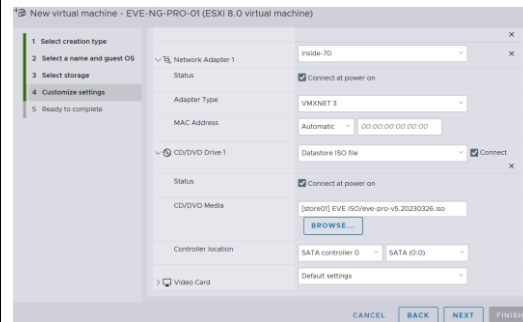 New virtual machine - EVE-NG-PRO-01 (ESXi 8.0 virtual machine)
1 Select creation type
2 Select a name and guest OS
3 Select storage
4 Customize settings
5 Ready to complete
Network Adapter 1
inside-70
Status
Connect at power on
Adapter Type
VMXNET 3
MAC Address
Automatic
00:00:00:00:00:00
CD/DVD Drive 1
Datastore ISO file
Connect
Status
Connect at power on
CD/DVD Media
[store01] EVE ISO/eve-pro-v5.20230326.iso
BROWSE...
Controller location
SATA controller 0
SATA (0:0)
Video Card
Default settings
CANCEL
BACK
NEXT
FINISH